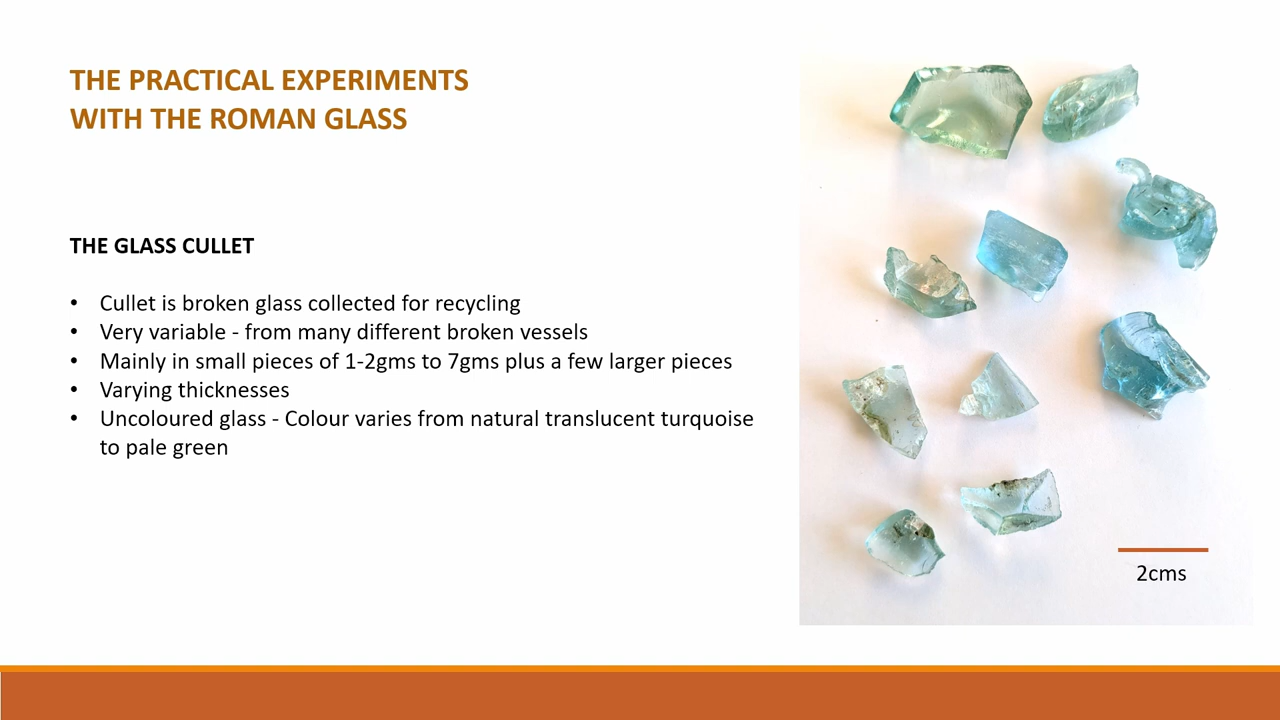 THE PRACTICAL EXPERIMENTS
WITH THE ROMAN GLASS
THE GLASS CULLET
• Cullet is broken glass collected for recycling
• Very variable - from many different broken vessels
• Mainly in small pieces of 1-2gms to 7gms plus a few larger pieces
• Varying thicknesses
• Uncoloured glass - Colour varies from natural translucent turquoise
to pale green
2cms